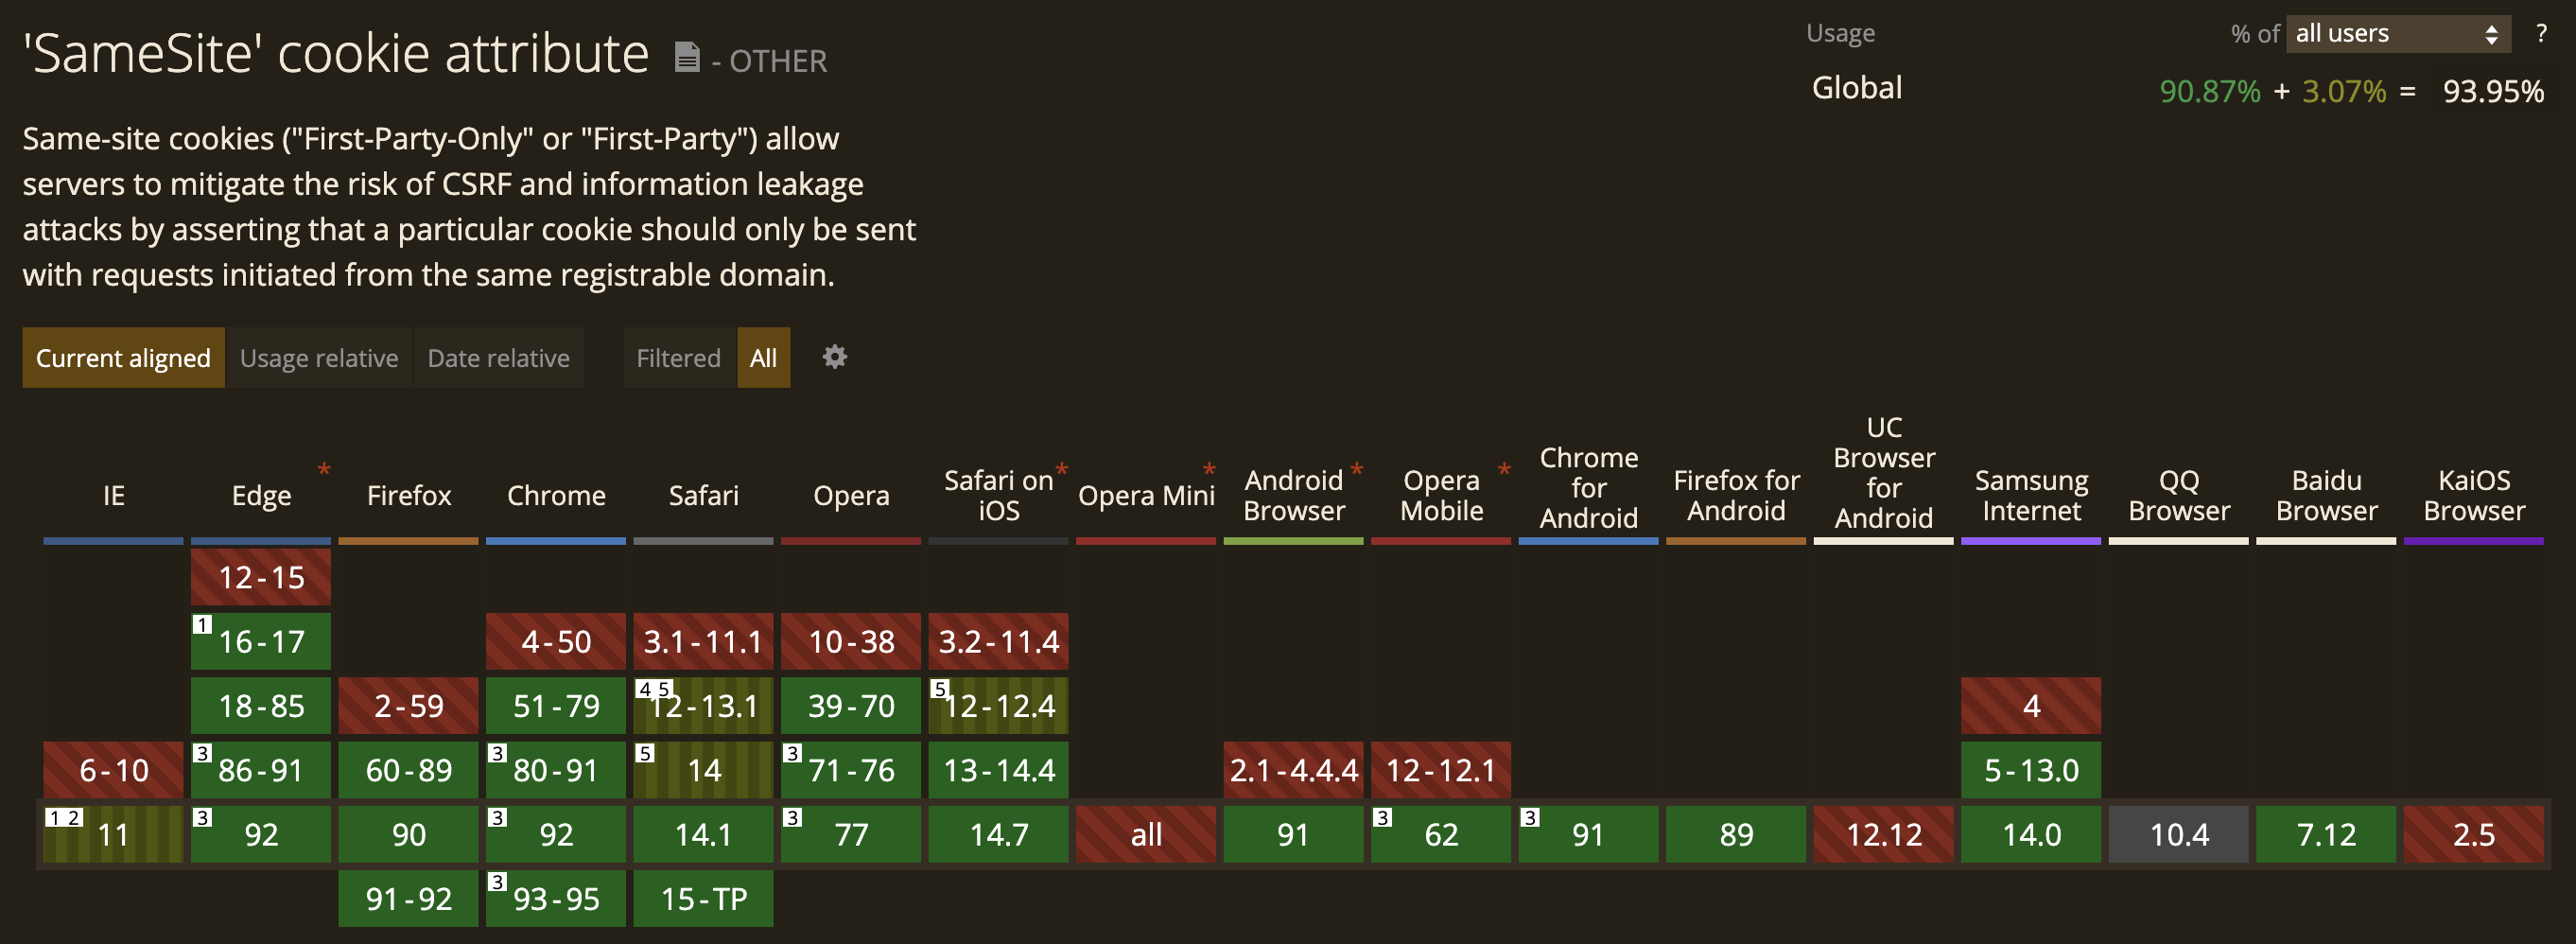 'SameSite' cookie attribute - OTHER
Usage % of all users ?
Global 90.87% + 3.07% = 93.95%
Same-site cookies ("First-Party-Only" or "First-Party") allow
servers to mitigate the risk of CSRF and information leakage
attacks by asserting that a particular cookie should only be sent
with requests initiated from the same registrable domain.
Current aligned Usage relative Date relative Filtered All
IE
Edge *
Firefox
Chrome
Safari
Opera
Safari on *
iOS
Opera Mini *
Android *
Browser
Opera *
Mobile
Chrome
for
Android
Firefox for
Android
UC
Browser
for
Android
Samsung
Internet
QQ
Browser
Baidu
Browser
KaiOS
Browser
12-15
1 16-17 4-50 3.1-11.1 10-38 3.2-11.4
18-85 2-59 51-79 4 5 12-13.1 39-70 5 12-12.4 4
6-10 3 86-91 60-89 3 80-91 5 14 3 71-76 13-14.4 2.1-4.4.4 12-12.1 5-13.0
1 2 11 3 92 90 3 92 14.1 3 77 14.7 all 91 3 62 3 91 89 12.12 14.0 10.4 7.12 2.5
91-92 3 93-95 15-TP